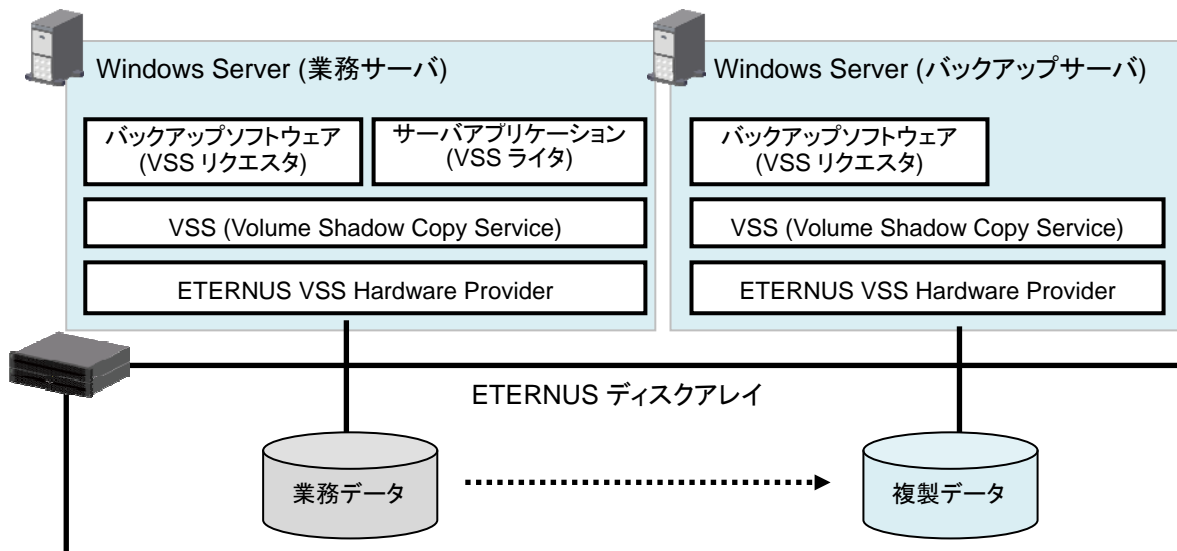 Windows Server (業務サーバ)
バックアップソフトウェア
(VSS リクエスタ)
サーバアプリケーション
(VSS ライタ)
VSS (Volume Shadow Copy Service)
ETERNUS VSS Hardware Provider
Windows Server (バックアップサーバ)
バックアップソフトウェア
(VSS リクエスタ)
VSS (Volume Shadow Copy Service)
ETERNUS VSS Hardware Provider
ETERNUS ディスクアレイ
業務データ
複製データ